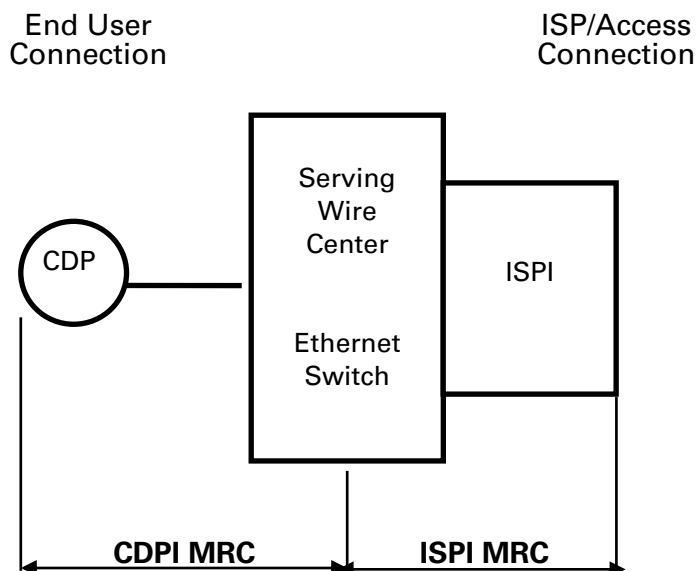 End User
Connection
ISP/Access
Connection
Serving
Wire
Center
CDP
ISPI
Ethernet
Switch
CDPI MRC
ISPI MRC